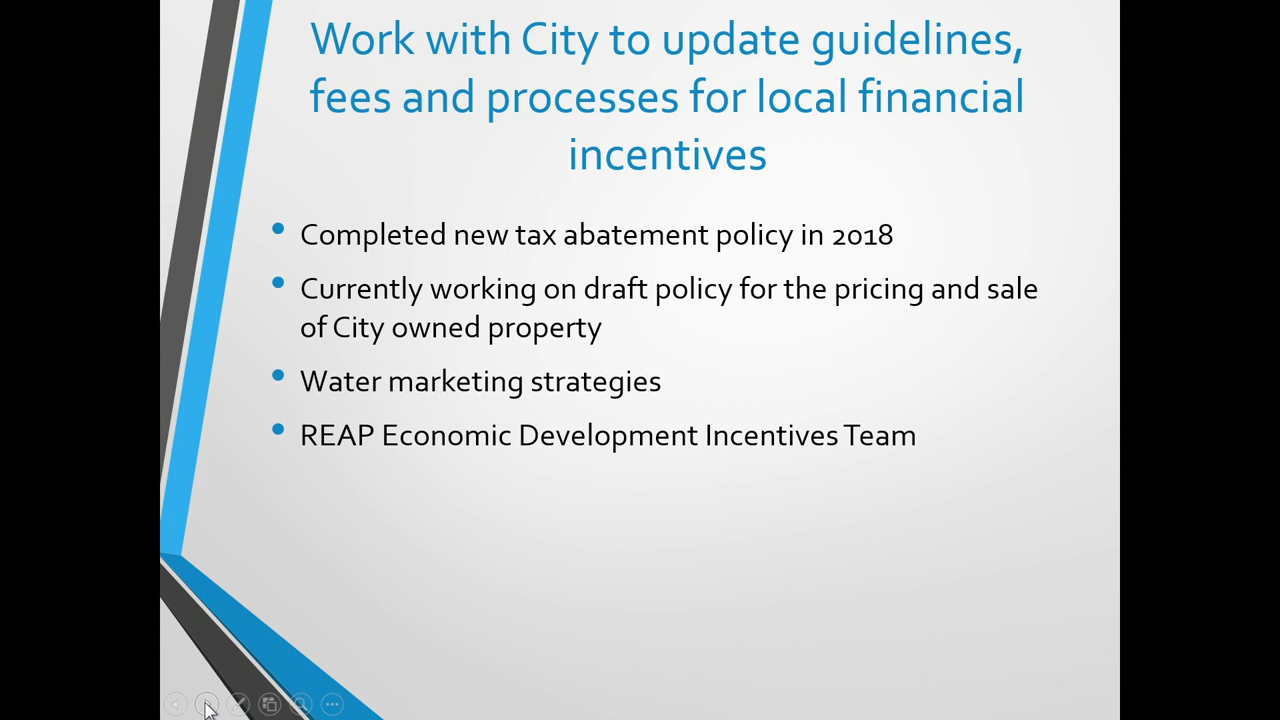 Work with City to update guidelines,
fees and processes for local financial
incentives
• Completed new tax abatement policy in 2018
• Currently working on draft policy for the pricing and sale
of City owned property
• Water marketing strategies
• REAP Economic Development Incentives Team